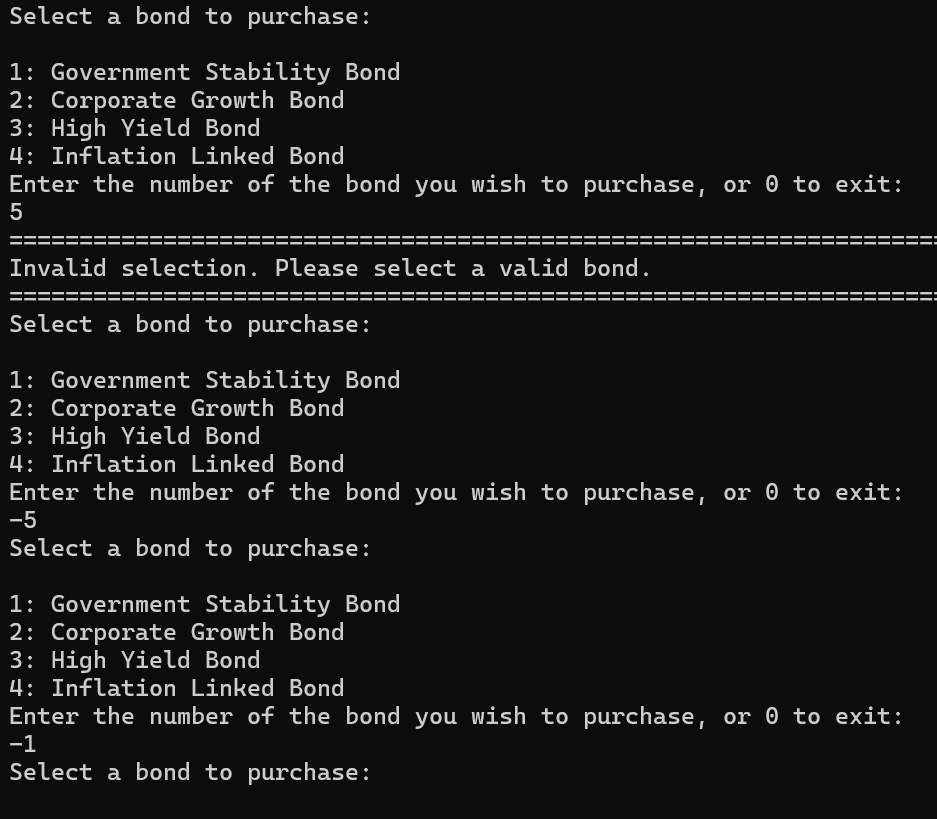 Select a bond to purchase:
1: Government Stability Bond
2: Corporate Growth Bond
3: High Yield Bond
4: Inflation Linked Bond
Enter the number of the bond you wish to purchase, or 0 to exit:
5
===================================================================
Invalid selection. Please select a valid bond.
===================================================================
Select a bond to purchase:
1: Government Stability Bond
2: Corporate Growth Bond
3: High Yield Bond
4: Inflation Linked Bond
Enter the number of the bond you wish to purchase, or 0 to exit:
-5
Select a bond to purchase:
1: Government Stability Bond
2: Corporate Growth Bond
3: High Yield Bond
4: Inflation Linked Bond
Enter the number of the bond you wish to purchase, or 0 to exit:
-1
Select a bond to purchase: